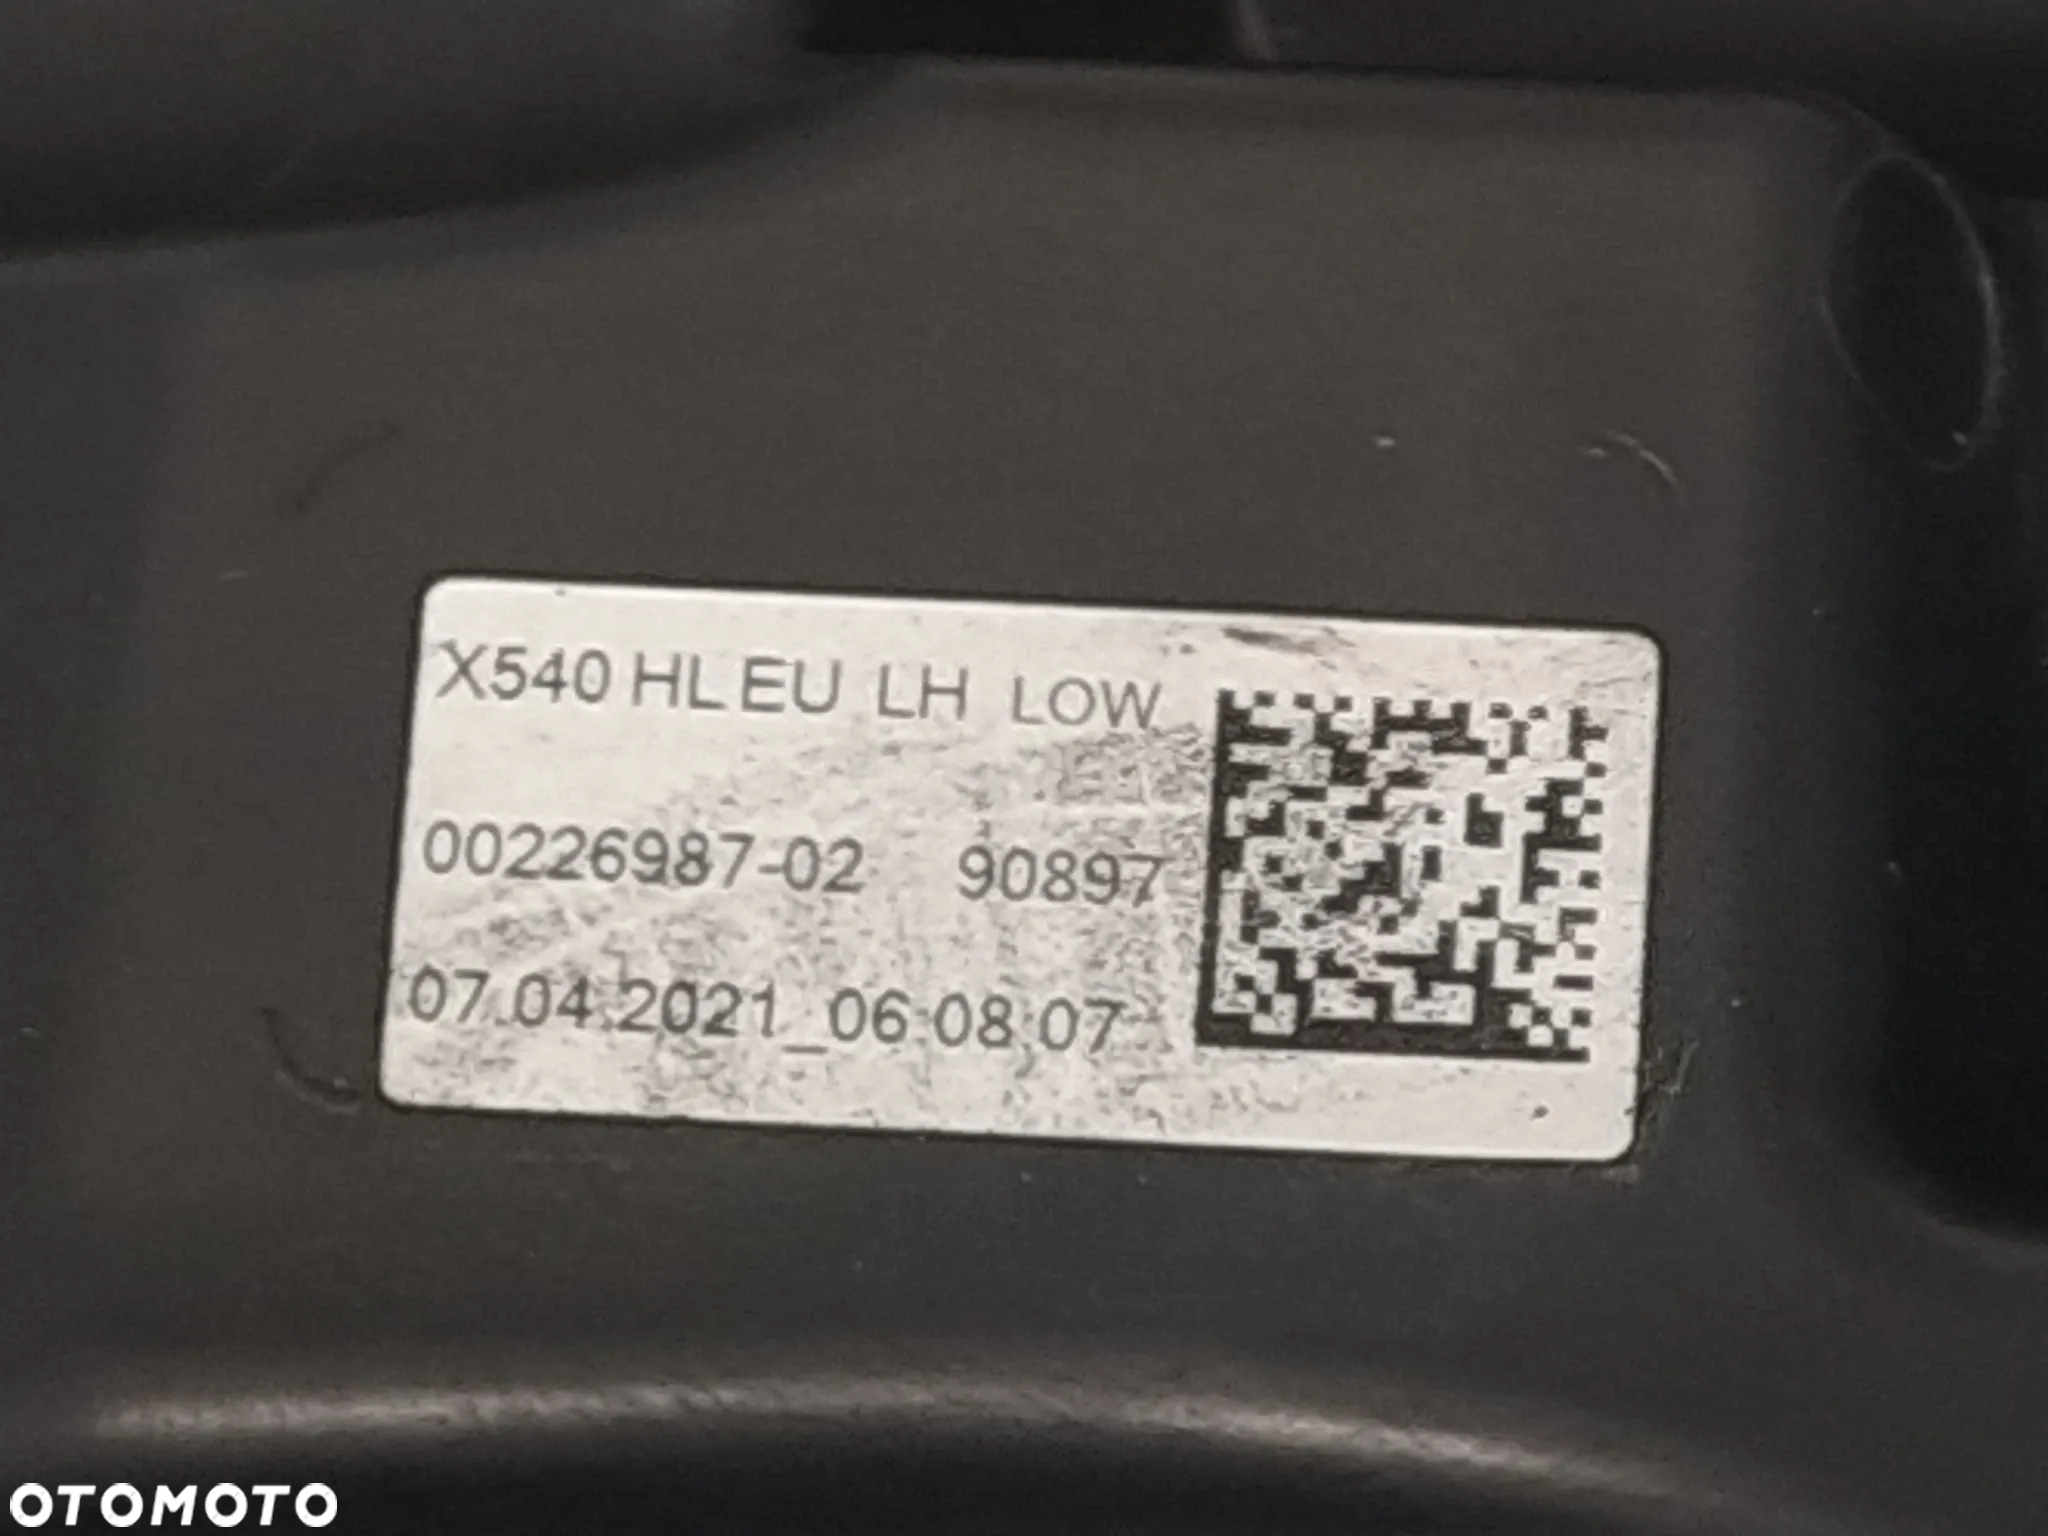 X540 HL EU LH LOW
00226987-02 90897
07.04.2021_06:08:07
OTOMOTO